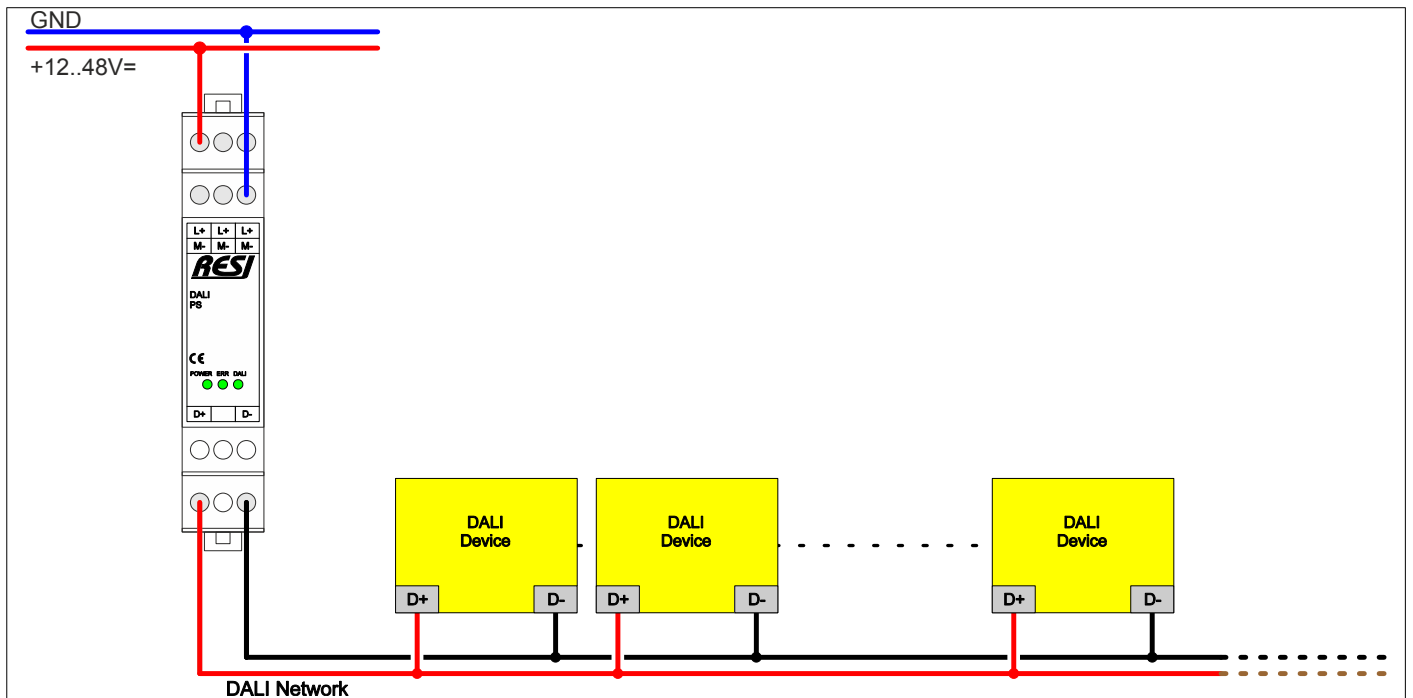 GND
+12..48V=
L+ L+ L+
M- M- M-
RESI
DALI
PS
CE
POWER ERR DALI
D+ D-
DALI
Device
DALI
Device
DALI
Device
D+ D- D+ D- D+ D-
DALI Network